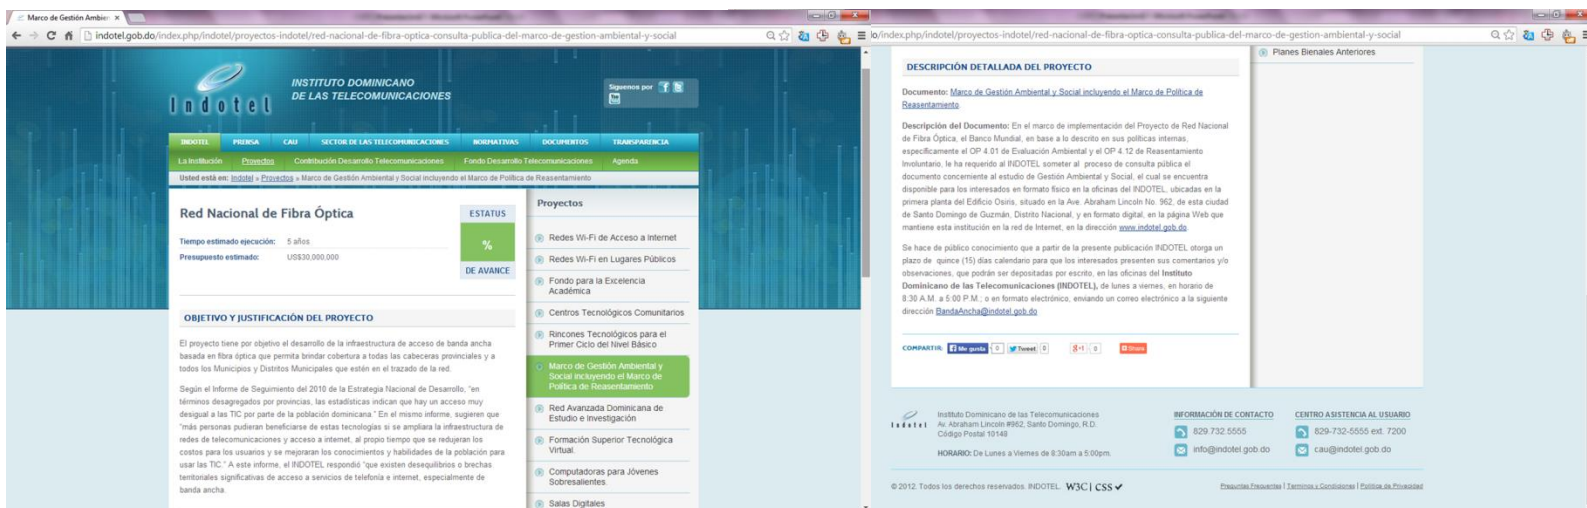 Marco de Gestión Ambien ×
indotel.gob.do/index.php/indotel/proyectos-indotel/red-nacional-de-fibra-optica-consulta-publica-del-marco-de-gestion-ambiental-y-social
Indotel
INSTITUTO DOMINICANO
DE LAS TELECOMUNICACIONES
Siguenos por
INDOTEL PRENSA CAU SECTOR DE LAS TELECOMUNICACIONES NORMATIVAS DOCUMENTOS TRANSPARENCIA
La Institución Proyectos Contribución Desarrollo Telecomunicaciones Fondo Desarrollo Telecomunicaciones Agenda
Usted está en: Indotel » Proyectos » Marco de Gestión Ambiental y Social incluyendo el Marco de Política de Reasentamiento
Red Nacional de Fibra Óptica
Tiempo estimado ejecución: 5 años
Presupuesto estimado: US$30,000,000
ESTATUS
%
DE AVANCE
OBJETIVO Y JUSTIFICACIÓN DEL PROYECTO
El proyecto tiene por objetivo el desarollo de la infraestructura de acceso de banda ancha
basada en fibra óptica que permita brindar cobertura a todas las cabeceras provinciales y a
todos los Municipios y Distritos Municipales que estén en el trazado de la red.
Según el Informe de Seguimiento del 2010 de la Estrategia Nacional de Desarrollo, "en
términos desagregados por provincias, las estadísticas indican que hay un acceso muy
desigual a las TIC por parte de la población dominicana." En el mismo informe, sugieren que
"más personas pudieran beneficiarse de estas tecnologías si se ampliara la infraestructura de
redes de telecomunicaciones y acceso a internet, al propio tiempo que se redujeran los
costos para los usuarios y se mejoraran los conocimientos y habilidades de la población para
usar las TIC." A este informe, el INDOTEL respondió "que existen desequilibrios o brechas
territoriales significativas de acceso a servicios de telefonía e internet, especialmente de
banda ancha.
Proyectos
Redes Wi-Fi de Acceso a Internet
Redes Wi-Fi en Lugares Públicos
Fondo para la Excelencia
Académica
Centros Tecnológicos Comunitarios
Rincones Tecnológicos para el
Primer Ciclo del Nivel Básico
Marco de Gestión Ambiental y
Social incluyendo el Marco de
Política de Reasentamiento
Red Avanzada Dominicana de
Estudio e Investigación
Formación Superior Tecnológica
Virtual.
Computadoras para Jóvenes
Sobresalientes.
Salas Digitales
lo/index.php/indotel/proyectos-indotel/red-nacional-de-fibra-optica-consulta-publica-del-marco-de-gestion-ambiental-y-social
Planes Bienales Anteriores
DESCRIPCIÓN DETALLADA DEL PROYECTO
Documento: Marco de Gestión Ambiental y Social incluyendo el Marco de Política de
Reasentamiento.
Descripción del Documento: En el marco de implementación del Proyecto de Red Nacional
de Fibra Óptica, el Banco Mundial, en base a lo descrito en sus políticas internas,
específicamente el OP 4.01 de Evaluación Ambiental y el OP 4.12 de Reasentamiento
Involuntario, le ha requerido al INDOTEL someter al proceso de consulta pública el
documento concerniente al estudio de Gestión Ambiental y Social, el cual se encuentra
disponible para los interesados en formato físico en la oficinas del INDOTEL, ubicadas en la
primera planta del Edificio Osiris, situado en la Ave. Abraham Lincoln No. 962, de esta ciudad
de Santo Domingo de Guzmán, Distrito Nacional, y en formato digital, en la página Web que
mantiene esta institución en la red de Internet, en la dirección www.indotel.gob.do.
Se hace de público conocimiento que a partir de la presente publicación INDOTEL otorga un
plazo de quince (15) días calendario para que los interesados presenten sus comentarios y/o
observaciones, que podrán ser depositadas por escrito, en las oficinas del Instituto
Dominicano de las Telecomunicaciones (INDOTEL), de lunes a viernes, en horario de
8:30 A.M. a 5:00 P.M.; o en formato electrónico, enviando un correo electrónico a la siguiente
dirección BandaAncha@indotel.gob.do
COMPARTIR: Me gusta 0 Tweet 0 g+1 0 Share
Indotel
Instituto Dominicano de las Telecomunicaciones
Av. Abraham Lincoln #962, Santo Domingo, R.D.
Código Postal 10148
HORARIO: De Lunes a Viernes de 8:30am a 5:00pm.
INFORMACIÓN DE CONTACTO
829.732.5555
info@indotel.gob.do
CENTRO ASISTENCIA AL USUARIO
829-732-5555 ext. 7200
cau@indotel.gob.do
© 2012. Todos los derechos reservados. INDOTEL. W3C | CSS
Preguntas Frecuentes | Terminos y Condiciones | Política de Privacidad